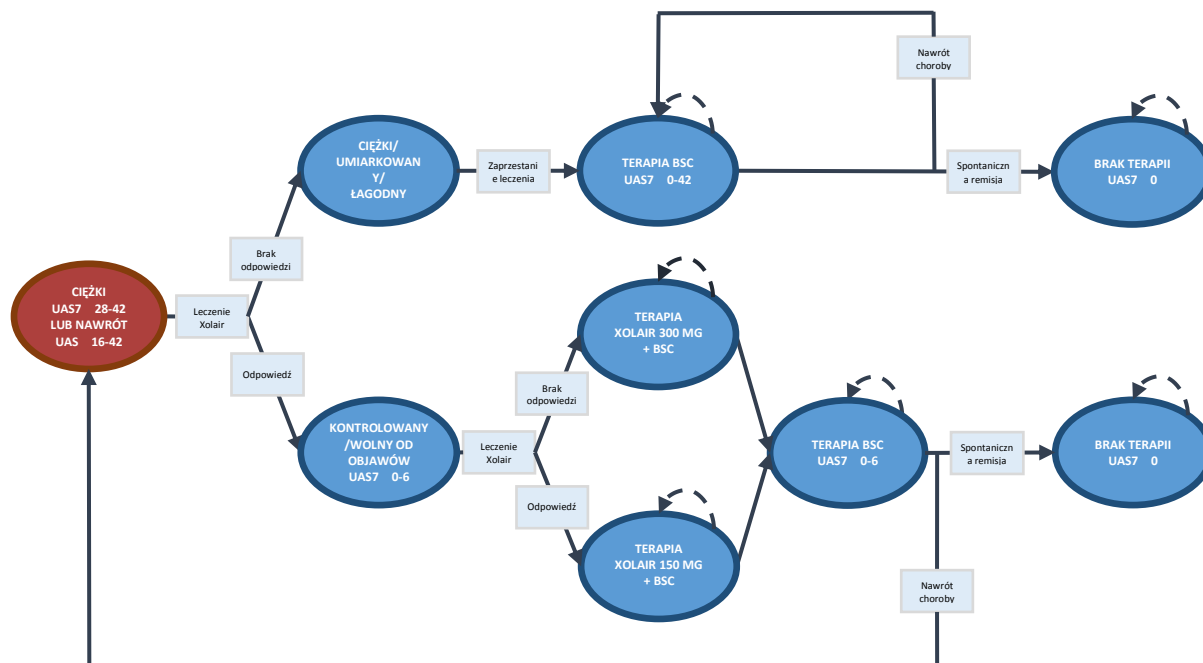 Nawrót
choroby
CIĘŻKI/
UMIARKOWAN
Y/
ŁAGODNY
Zaprzestani
e leczenia
TERAPIA BSC
UAS7 0-42
Spontaniczn
a remisja
BRAK TERAPII
UAS7 0
Brak
odpowiedzi
CIĘŻKI
UAS7 28-42
LUB NAWRÓT
UAS 16-42
Leczenie
Xolair
Odpowiedź
TERAPIA
XOLAIR 300 MG
+ BSC
Brak
odpowiedzi
KONTROLOWANY
/WOLNY OD
OBJAWÓW
UAS7 0-6
Leczenie
Xolair
Odpowiedź
TERAPIA BSC
UAS7 0-6
Spontaniczn
a remisja
BRAK TERAPII
UAS7 0
TERAPIA
XOLAIR 150 MG
+ BSC
Nawrót
choroby